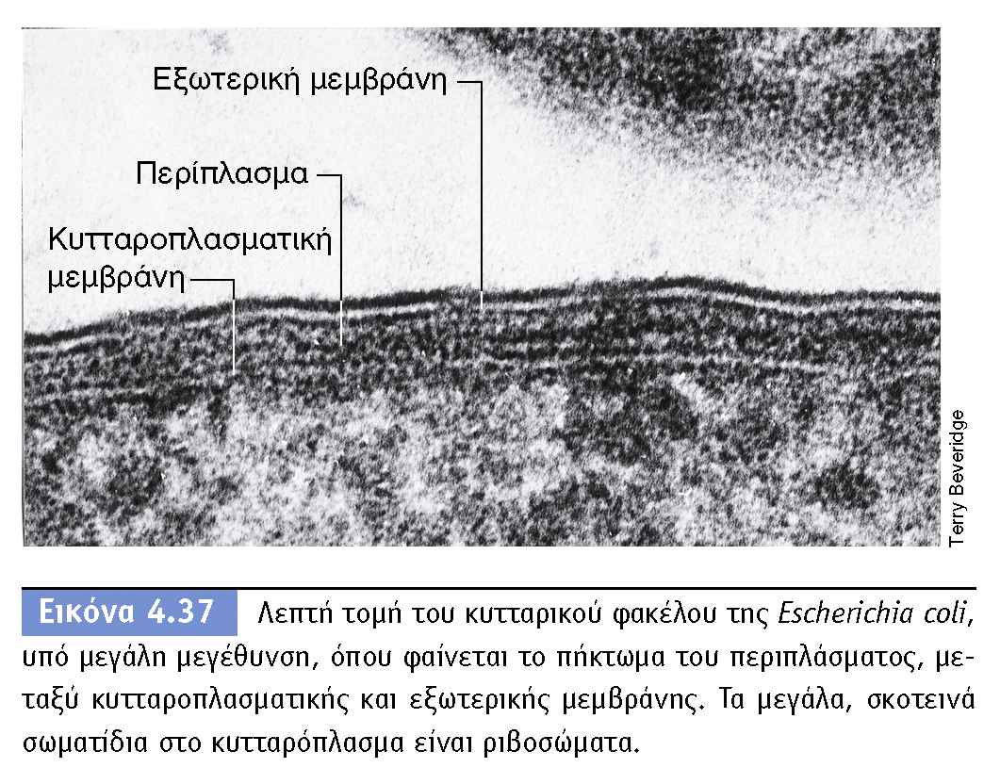 Εξωτερική μεμβράνη
Περίπλασμα
Κυτταροπλασματική
μεμβράνη
Terry Beveridge
Εικόνα 4.37 Λεπτή τομή του κυτταρικού φακέλου της Escherichia coli,
υπό μεγάλη μεγέθυνση, όπου φαίνεται το πήκτωμα του περιπλάσματος, με-
ταξύ κυτταροπλασματικής και εξωτερικής μεμβράνης. Τα μεγάλα, σκοτεινά
σωματίδια στο κυτταρόπλασμα είναι ριβοσώματα.